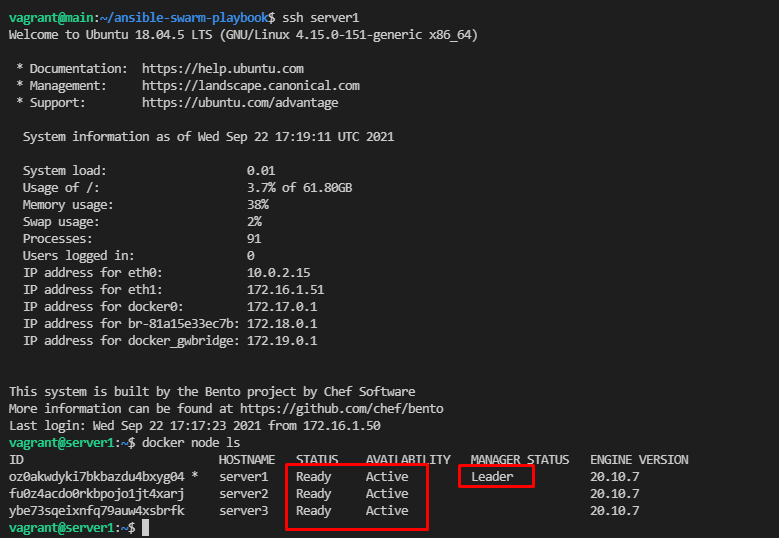 vagrant@main:~/ansible-swarm-playbook$ ssh server1
Welcome to Ubuntu 18.04.5 LTS (GNU/Linux 4.15.0-151-generic x86_64)
* Documentation:  https://help.ubuntu.com
* Management:     https://landscape.canonical.com
* Support:        https://ubuntu.com/advantage
System information as of Wed Sep 22 17:19:11 UTC 2021
System load:                      0.01
Usage of /:                       3.7% of 61.80GB
Memory usage:                     38%
Swap usage:                       2%
Processes:                        91
Users logged in:                  0
IP address for eth0:              10.0.2.15
IP address for eth1:              172.16.1.51
IP address for docker0:           172.17.0.1
IP address for br-81a15e33ec7b: 172.18.0.1
IP address for docker_gwbridge: 172.19.0.1
This system is built by the Bento project by Chef Software
More information can be found at https://github.com/chef/bento
Last login: Wed Sep 22 17:17:23 2021 from 172.16.1.50
vagrant@server1:~$ docker node ls
ID                            HOSTNAME   STATUS    AVAILABILITY   MANAGER STATUS   ENGINE VERSION
oz0akwdyki7bkbazdu4bxyg04 *   server1    Ready     Active         Leader           20.10.7
fu0z4acdo0rkbpojo1jt4xarj     server2    Ready     Active                          20.10.7
ybe73sqeixnfq79auw4xsbrfk     server3    Ready     Active                          20.10.7
vagrant@server1:~$